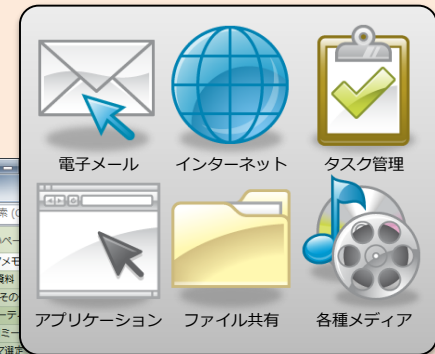 電子メール
インターネット
タスク管理
アプリケーション
ファイル共有
各種メディア